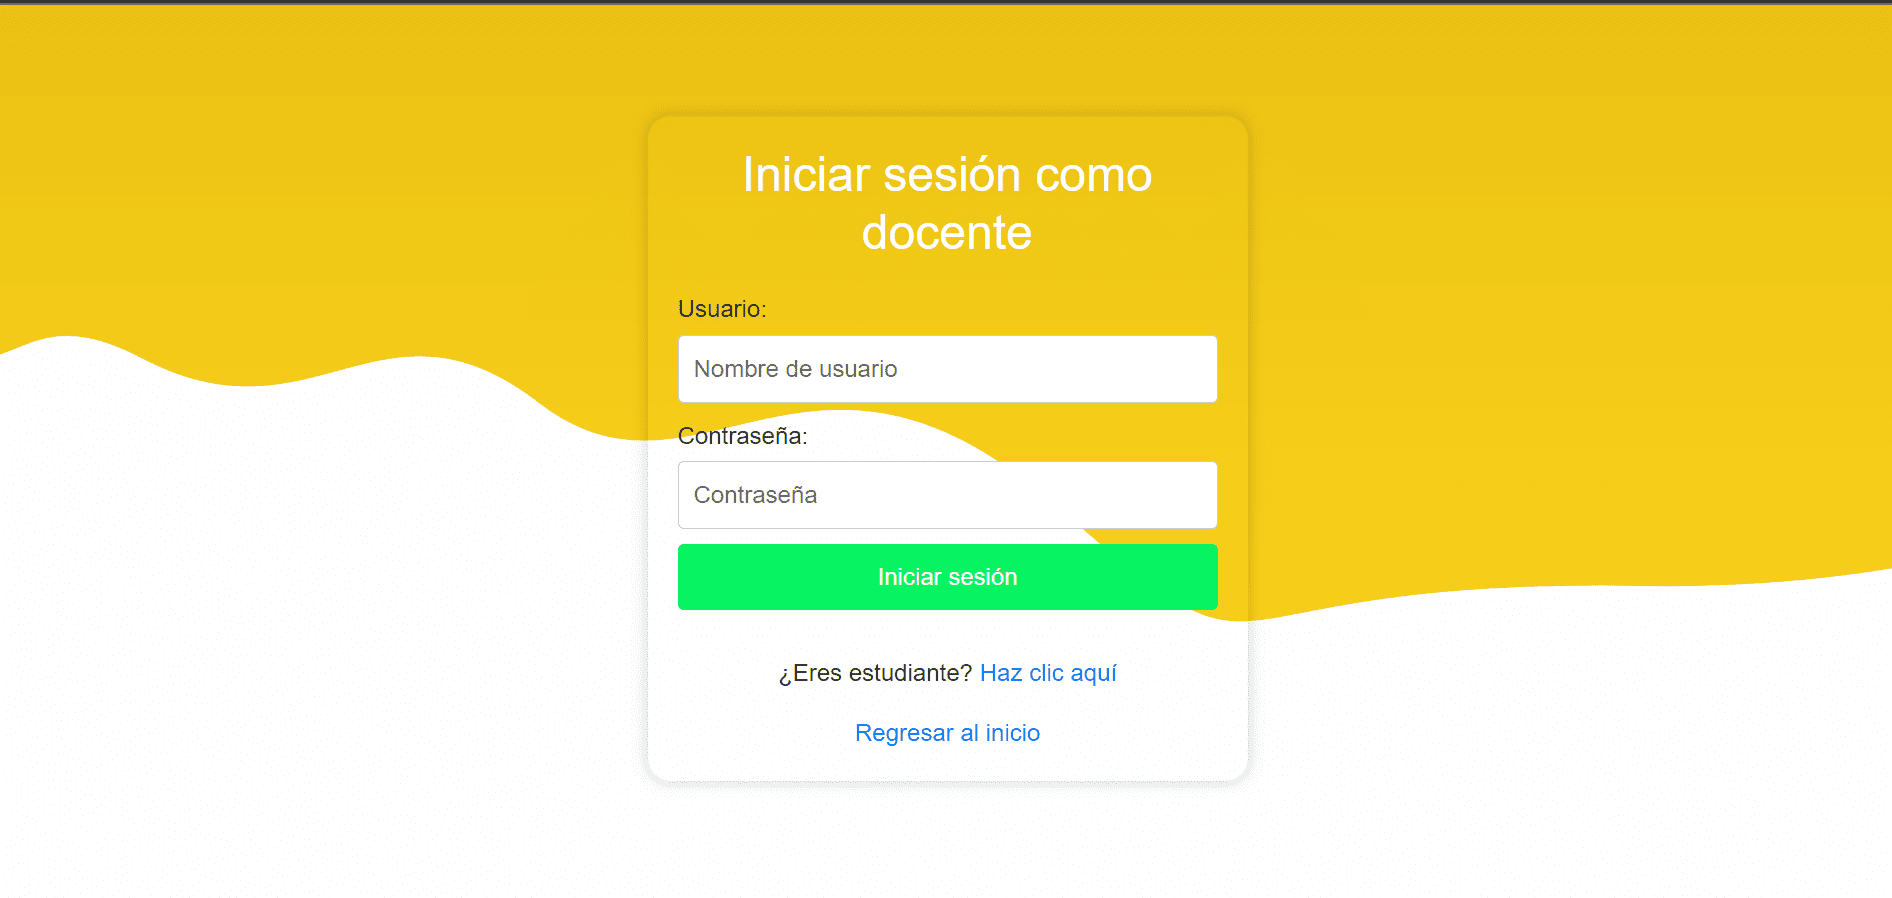 Iniciar sesión como
docente
Usuario:
Nombre de usuario
Contraseña:
Contraseña
Iniciar sesión
¿Eres estudiante? Haz clic aquí
Regresar al inicio